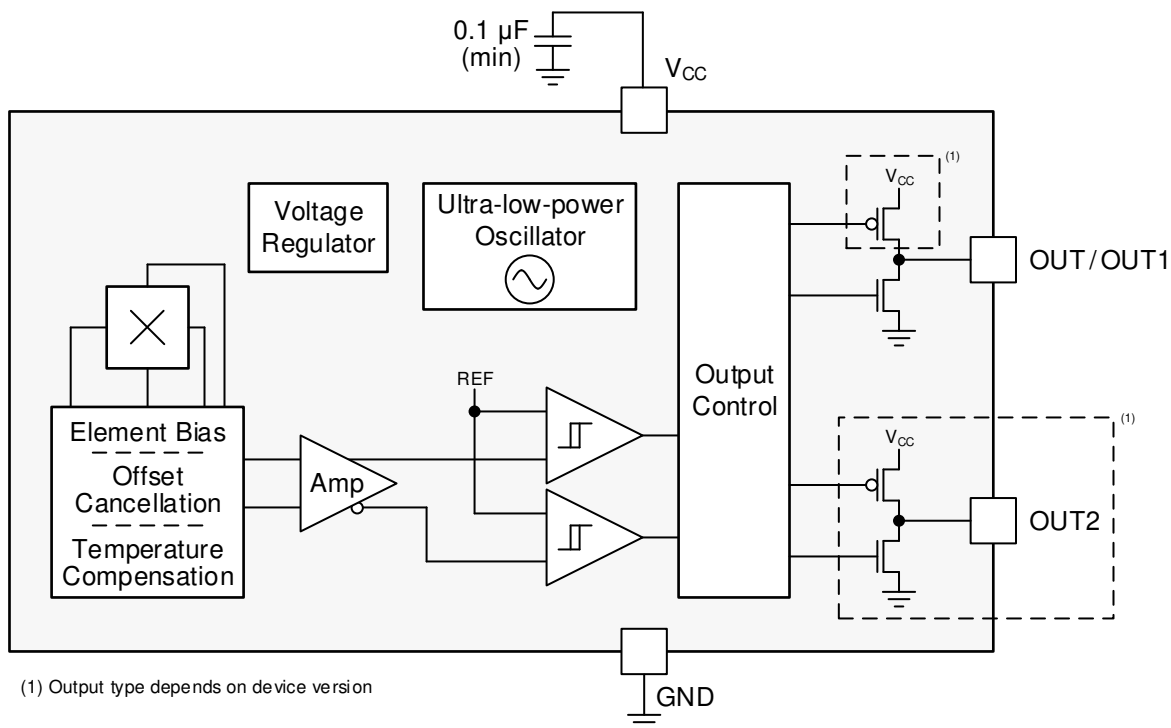 0.1 µF
(min)
VCC
Voltage
Regulator
Ultra-low-power
Oscillator
(1)
VCC
OUT/OUT1
REF
Output
Control
Element Bias
Offset
Cancellation
Temperature
Compensation
Amp
(1)
VCC
OUT2
GND
(1) Output type depends on device version